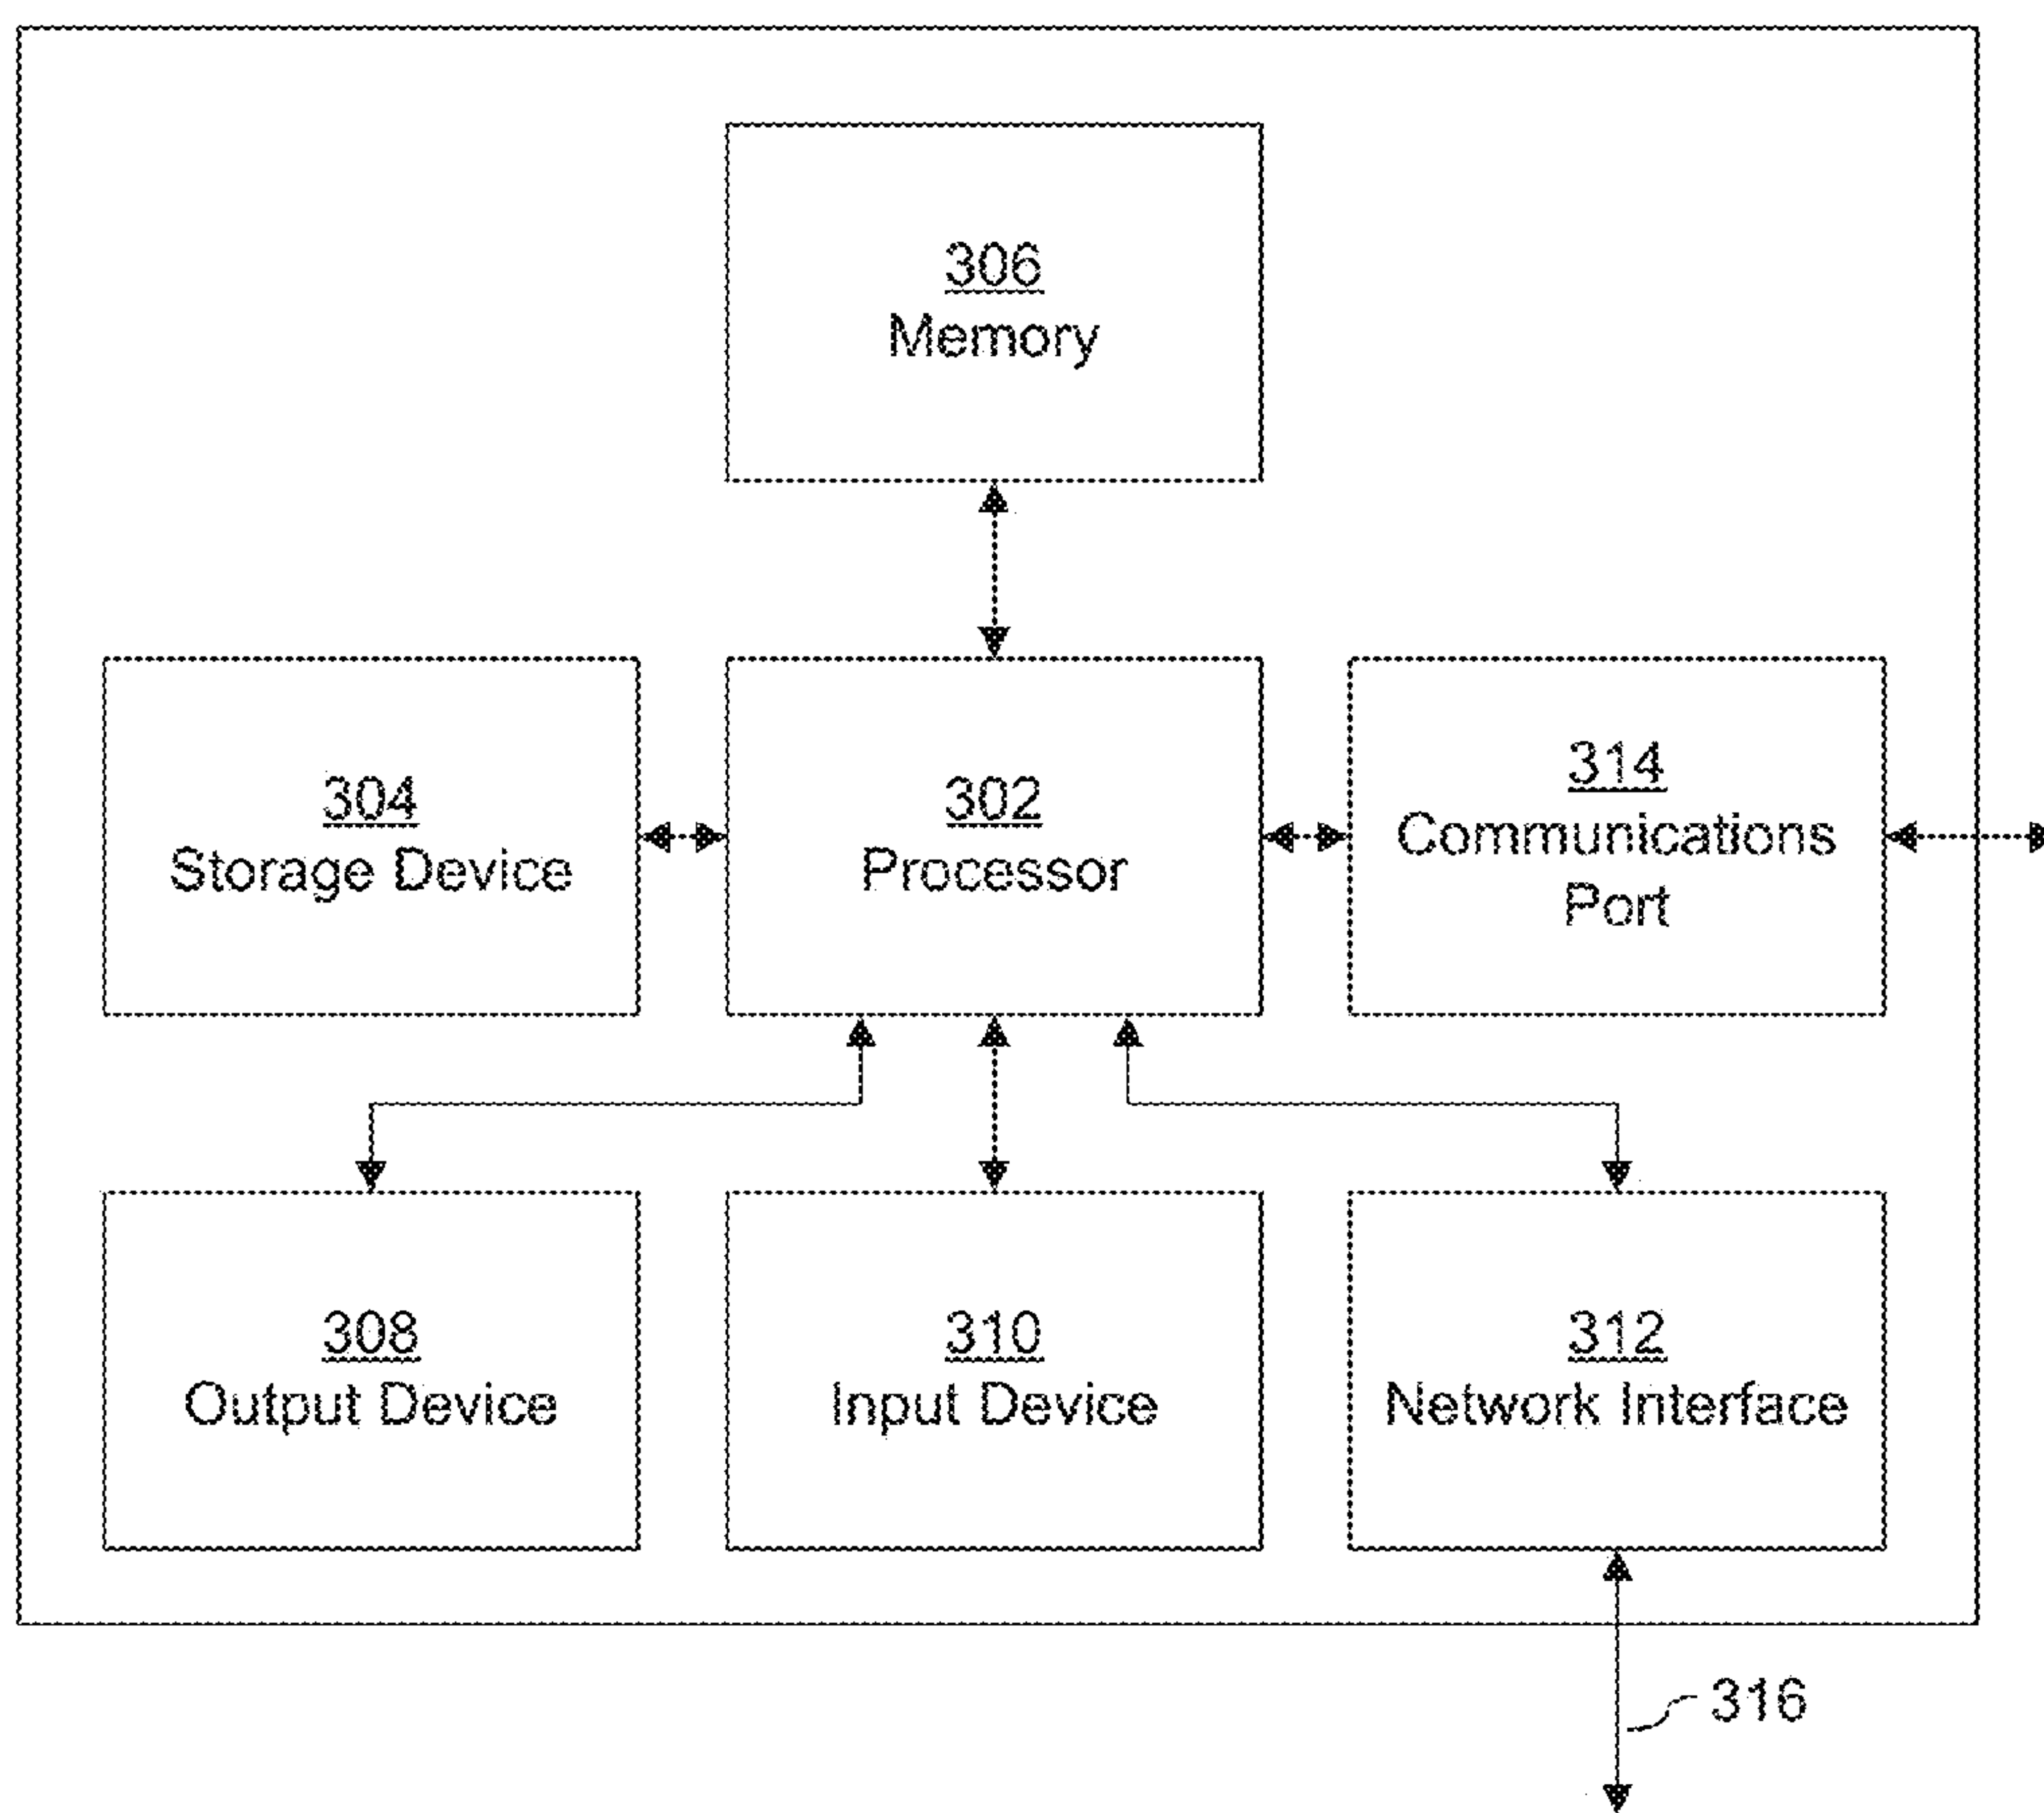 306
Memory
304
Storage Device
302
Processor
314
Communications
Port
308
Output Device
310
Input Device
312
Network Interface
316